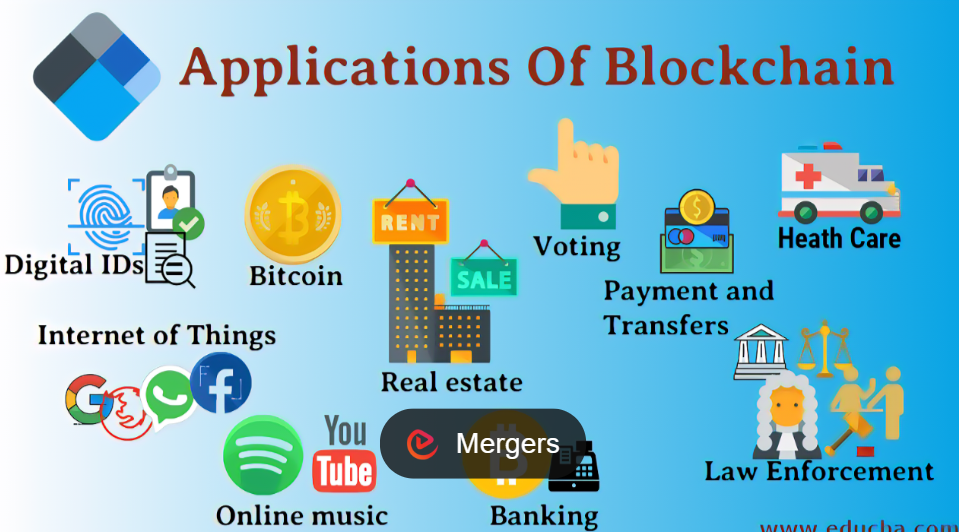 Applications Of Blockchain
Digital IDs
Bitcoin
RENT
SALE
Real estate
Voting
Payment and
Transfers
Heath Care
Internet of Things
G
f
You
Tube
Online music
Mergers
Banking
Law Enforcement
www.educba.com